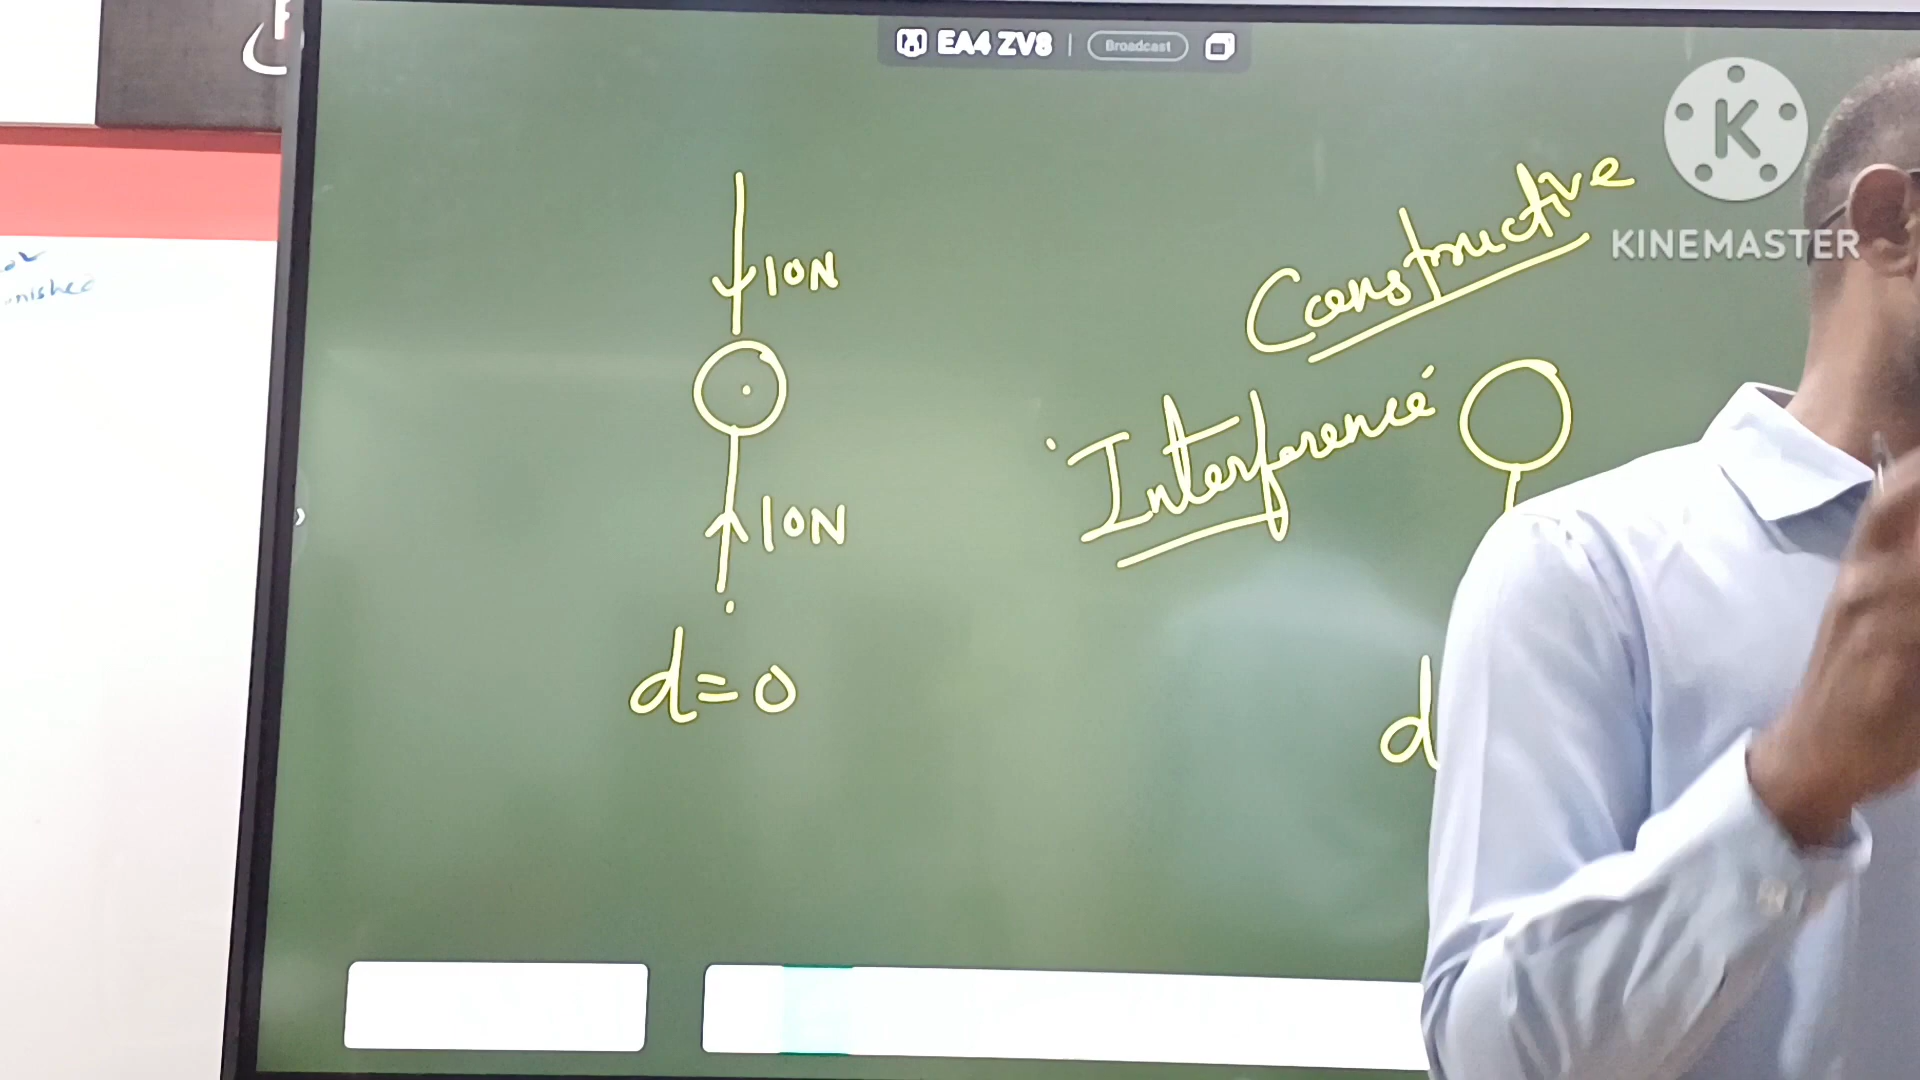 EA4 ZV8 | Broadcast
K
KINEMASTER
10N
Constructive
Interference
10N
d=0
d